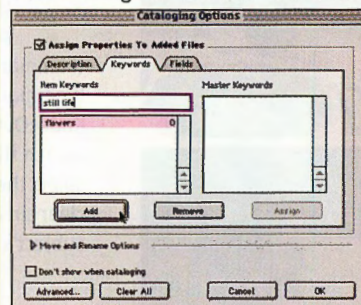 Cataloging Options
Assign Properties To Added Files
Description Keywords Fields
Item Keywords Master Keywords
still life
flowers 0
Add Remove Assign
Move and Rename Options
Don't show when cataloging
Advanced... Clear All Cancel OK